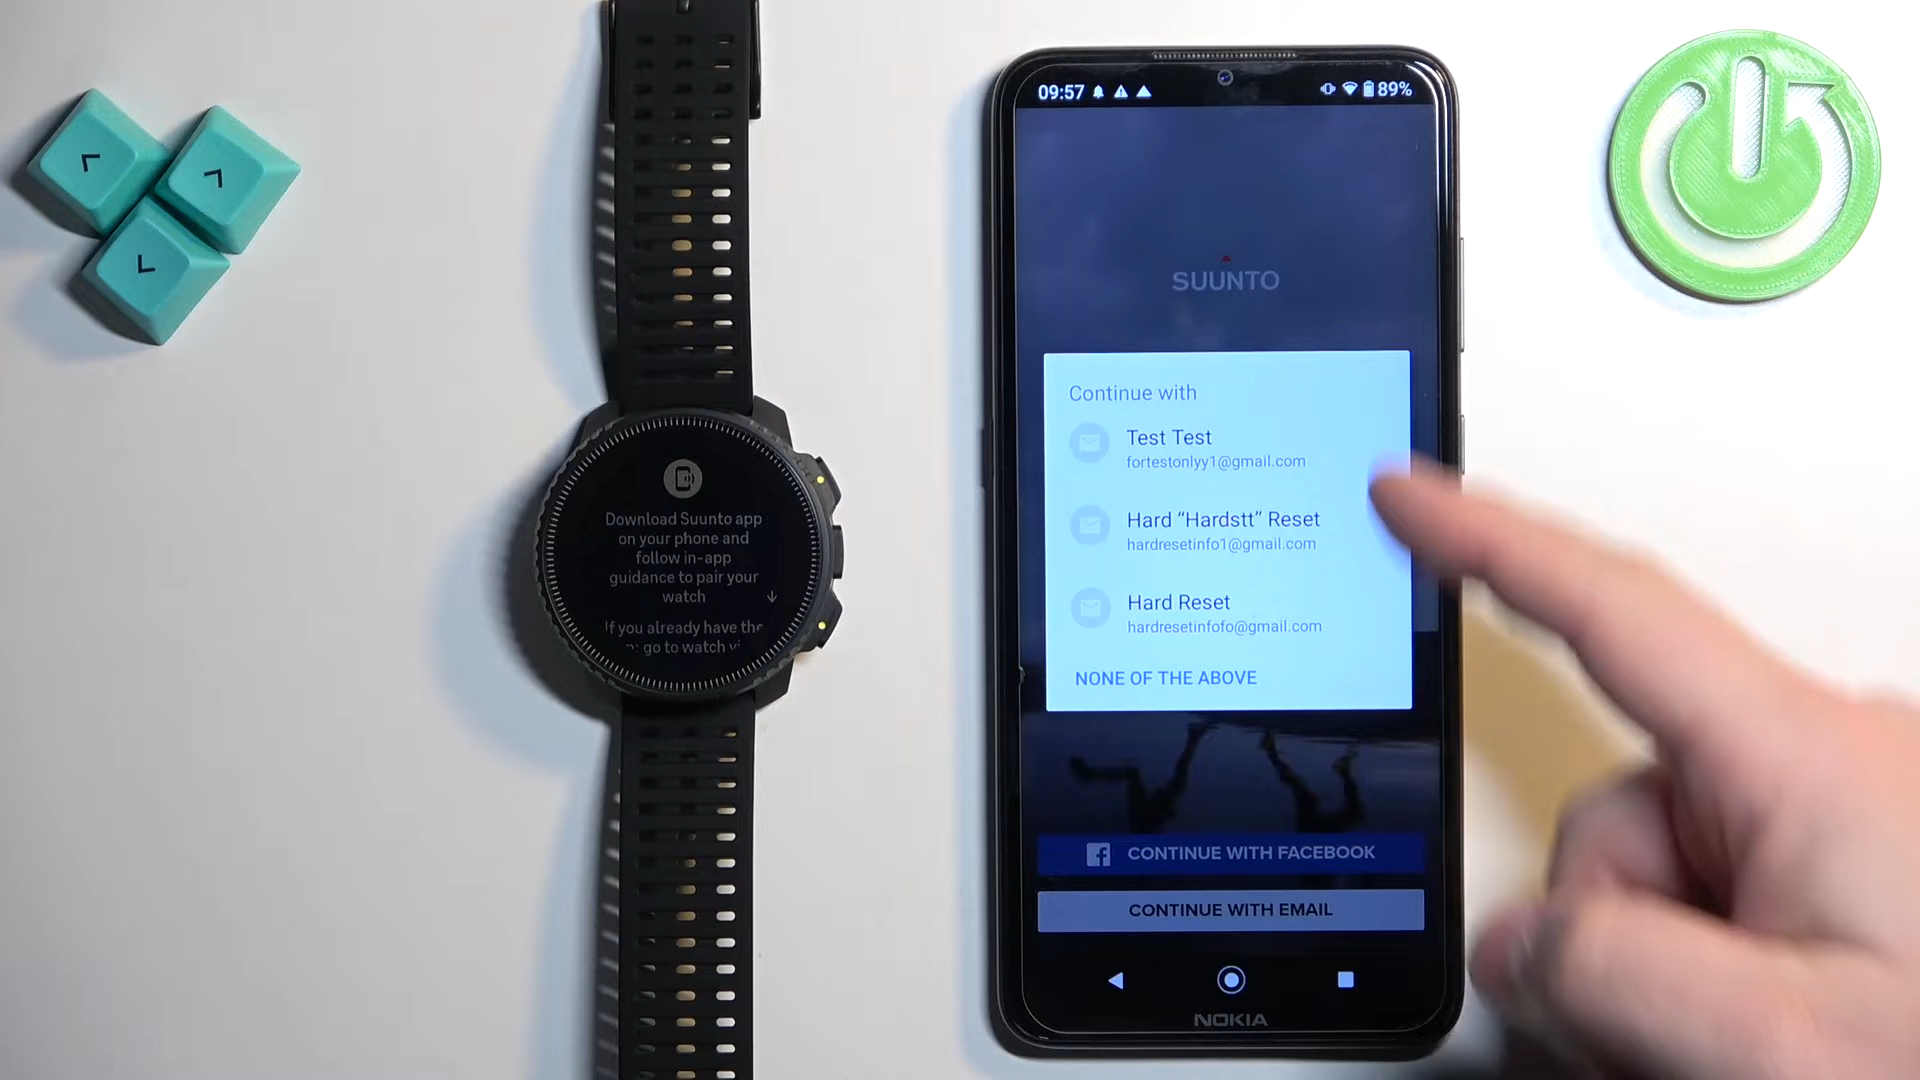 09:57
89%
SUUNTO
Continue with
Test Test
fortestonlyy1@gmail.com
Hard “Hardstt” Reset
hardresetinfo1@gmail.com
Hard Reset
hardresetinfofo@gmail.com
NONE OF THE ABOVE
CONTINUE WITH FACEBOOK
CONTINUE WITH EMAIL
NOKIA
Download Suunto app
on your phone and
follow in-app
guidance to pair your
watch
If you already have the
go to watch